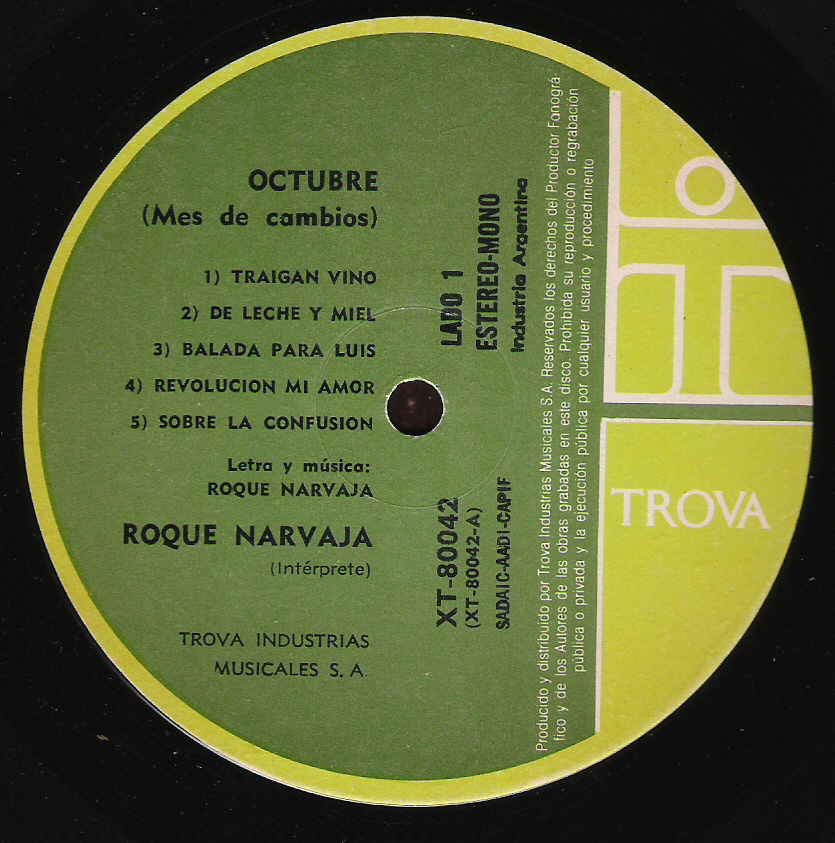 OCTUBRE
(Mes de cambios)
1) TRAIGAN VINO
2) DE LECHE Y MIEL
3) BALADA PARA LUIS
4) REVOLUCION MI AMOR
5) SOBRE LA CONFUSION
Letra y música:
ROQUE NARVAJA
ROQUE NARVAJA
(Intérprete)
TROVA INDUSTRIAS
MUSICALES S. A
LADO 1
ESTEREO-MONO
Industria Argentina
XT-80042
(XT-80042-A)
SADAIC-AADI-CAPIF
Producido y distribuído por Trova Industrias Musicales S.A. Reservados los derechos del Productor Fonográ-
fico y de los Autores de las obras grabadas en este disco. Prohibida su reproducción o regrabación
pública o privada y la ejecución pública por cualquier usuario y procedimiento
TROVA